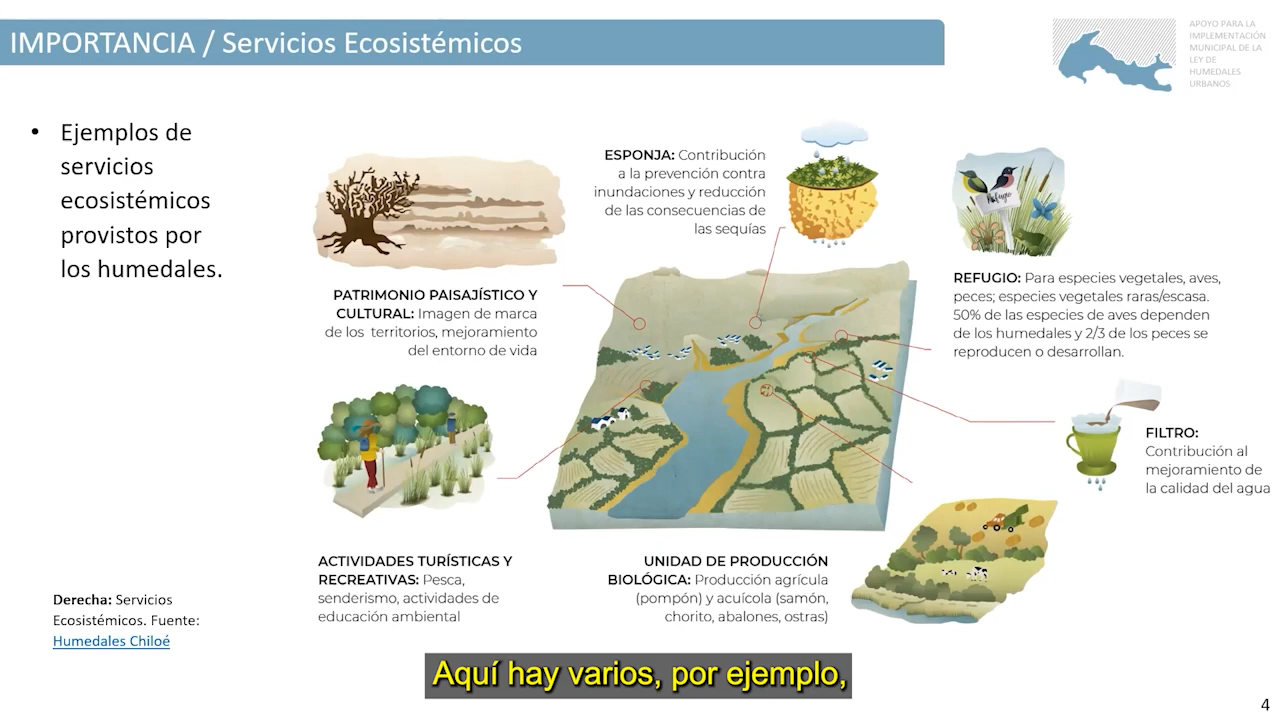 IMPORTANCIA / Servicios Ecosistémicos
APOYO PARA LA
IMPLEMENTACIÓN
MUNICIPAL DE LA
LEY DE
HUMEDALES
URBANOS
• Ejemplos de
servicios
ecosistémicos
provistos por
los humedales.
ESPONJA: Contribución
a la prevención contra
inundaciones y reducción
de las consecuencias de
las sequías
Refugio
PATRIMONIO PAISAJÍSTICO Y
CULTURAL: Imagen de marca
de los territorios, mejoramiento
del entorno de vida
REFUGIO: Para especies vegetales, aves,
peces; especies vegetales raras/escasa.
50% de las especies de aves dependen
de los humedales y 2/3 de los peces se
reproducen o desarrollan.
FILTRO:
Contribución al
mejoramiento de
la calidad del agua
ACTIVIDADES TURÍSTICAS Y
RECREATIVAS: Pesca,
senderismo, actividades de
educación ambiental
UNIDAD DE PRODUCCIÓN
BIOLÓGICA: Producción agrícula
(pompón) y acuícola (samón,
chorito, abalones, ostras)
Derecha: Servicios
Ecosistémicos. Fuente:
Humedales Chiloé
Aquí hay varios, por ejemplo,
4